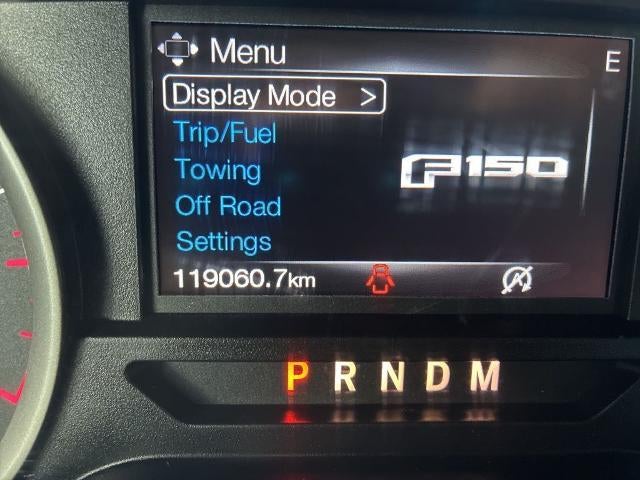 Menu
E
Display Mode >
Trip/Fuel
Towing
F150
Off Road
Settings
119060.7km
P R N D M